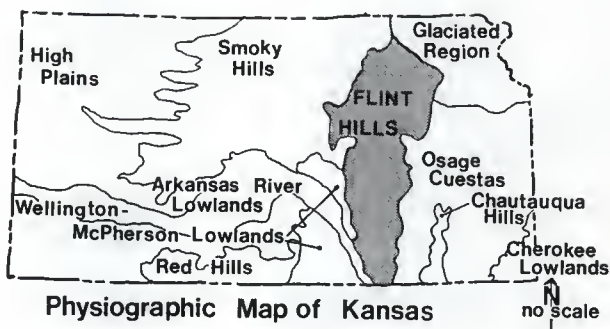 High
Plains
Smoky
Hills
Glaciated
Region
FLINT
HILLS
Osage
Cuestas
Arkansas River
Lowlands
Wellington-
McPherson-Lowlands
Red Hills
Chautauqua
Hills
Cherokee
Lowlands
N
no scale
Physiographic Map of Kansas